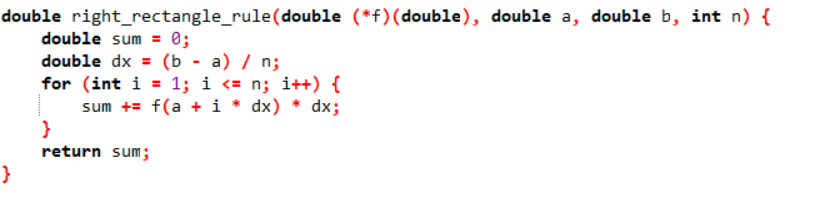 double right_rectangle_rule(double (*f)(double), double a, double b, int n) {
    double sum = 0;
    double dx = (b - a) / n;
    for (int i = 1; i <= n; i++) {
        sum += f(a + i * dx) * dx;
    }
    return sum;
}